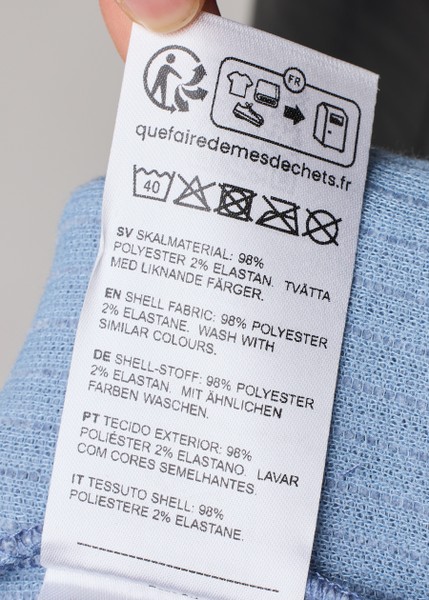 FR
quefairedemesdechets.fr
40
SV SKALMATERIAL: 98%
POLYESTER 2% ELASTAN. TVÄTTA
MED LIKNANDE FÄRGER.
EN SHELL FABRIC: 98% POLYESTER
2% ELASTANE. WASH WITH
SIMILAR COLOURS.
DE SHELL-STOFF: 98% POLYESTER
2% ELASTAN. MIT ÄHNLICHEN
FARBEN WASCHEN.
PT TECIDO EXTERIOR: 98%
POLIÉSTER 2% ELASTANO. LAVAR
COM CORES SEMELHANTES.
IT TESSUTO SHELL: 98%
POLIESTERE 2% ELASTANE.